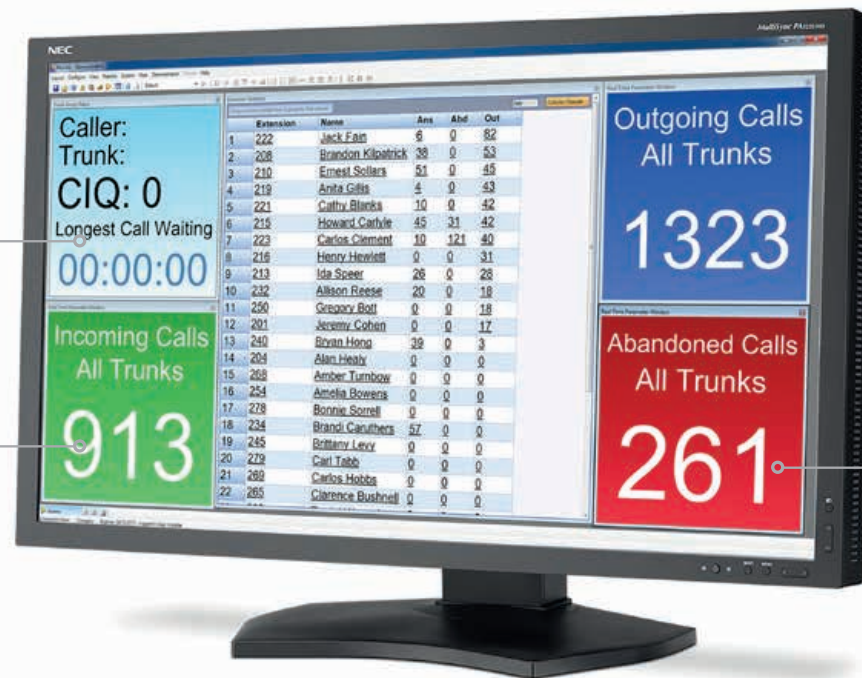 NEC
MultiSync
Caller:
Trunk:
CIQ: 0
Longest Call Waiting
00:00:00
Incoming Calls
All Trunks
913
Extension Name Ans Abd Out
1 222 Jack Fain 6 0 82
2 208 Brandon Kilpatrick 38 0 53
3 210 Ernest Sollars 51 0 45
4 219 Anita Gillis 4 0 43
5 221 Cathy Blanks 10 0 42
6 215 Howard Carlyle 45 31 42
7 223 Carlos Clement 10 121 40
8 216 Henry Hewlett 0 0 31
9 213 Ida Speer 26 0 28
10 232 Allison Reese 20 0 18
11 250 Gregory Bott 0 0 18
12 201 Jeremy Cohen 0 0 17
13 240 Bryan Hong 39 0 3
14 204 Alan Healy 0 0 0
15 268 Amber Turnbow 0 0 0
16 254 Amelia Bowens 0 0 0
17 278 Bonnie Sorrell 0 0 0
18 234 Brandi Caruthers 57 0 0
19 245 Brittany Levy 0 0 0
20 279 Carl Tabb 0 0 0
21 269 Carlos Hobbs 0 0 0
22 265 Clarence Bushnell 0 0 0
Outgoing Calls
All Trunks
1323
Abandoned Calls
All Trunks
261